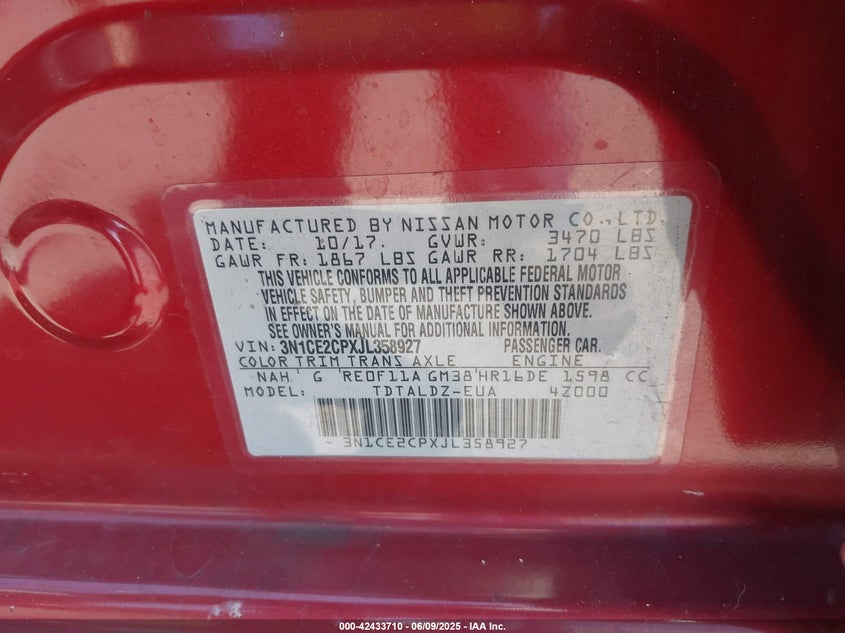 MANUFACTURED BY NISSAN MOTOR CO., LTD.
DATE: 10/17. GVWR: 3470 LBS
GAWR FR: 1867 LBS GAWR RR: 1704 LBS
THIS VEHICLE CONFORMS TO ALL APPLICABLE FEDERAL MOTOR
VEHICLE SAFETY, BUMPER AND THEFT PREVENTION STANDARDS
IN EFFECT ON THE DATE OF MANUFACTURE SHOWN ABOVE.
SEE OWNER'S MANUAL FOR ADDITIONAL INFORMATION.
VIN: 3N1CE2CPXJL358927 PASSENGER CAR.
COLOR TRIM TRANS AXLE ENGINE
NAH G RE0F11A GM38 HR16DE 1598 CC
MODEL: TDTALDZ-EUA 4Z000
3N1CE2CPXJL358927
000-42433710 | 06/09/2025 - IAA Inc.